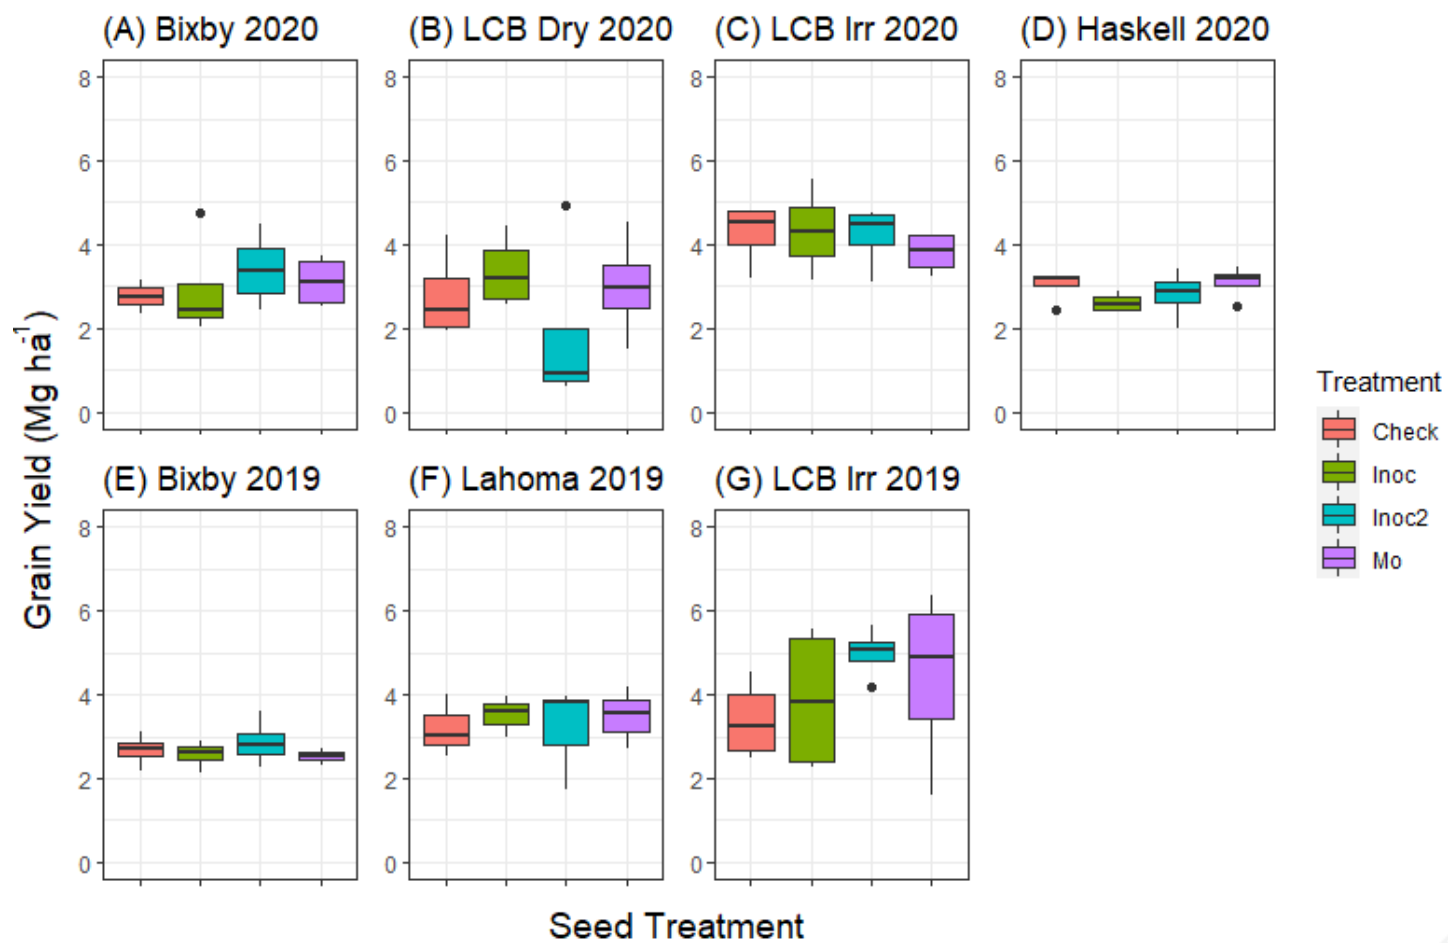 (A) Bixby 2020
(B) LCB Dry 2020
(C) LCB Irr 2020
(D) Haskell 2020
8
6
4
2
0
8
6
4
2
0
8
6
4
2
0
8
6
4
2
0
Grain Yield (Mg ha⁻¹)
(E) Bixby 2019
(F) Lahoma 2019
(G) LCB Irr 2019
8
6
4
2
0
8
6
4
2
0
8
6
4
2
0
Seed Treatment
Treatment
Check
Inoc
Inoc2
Mo